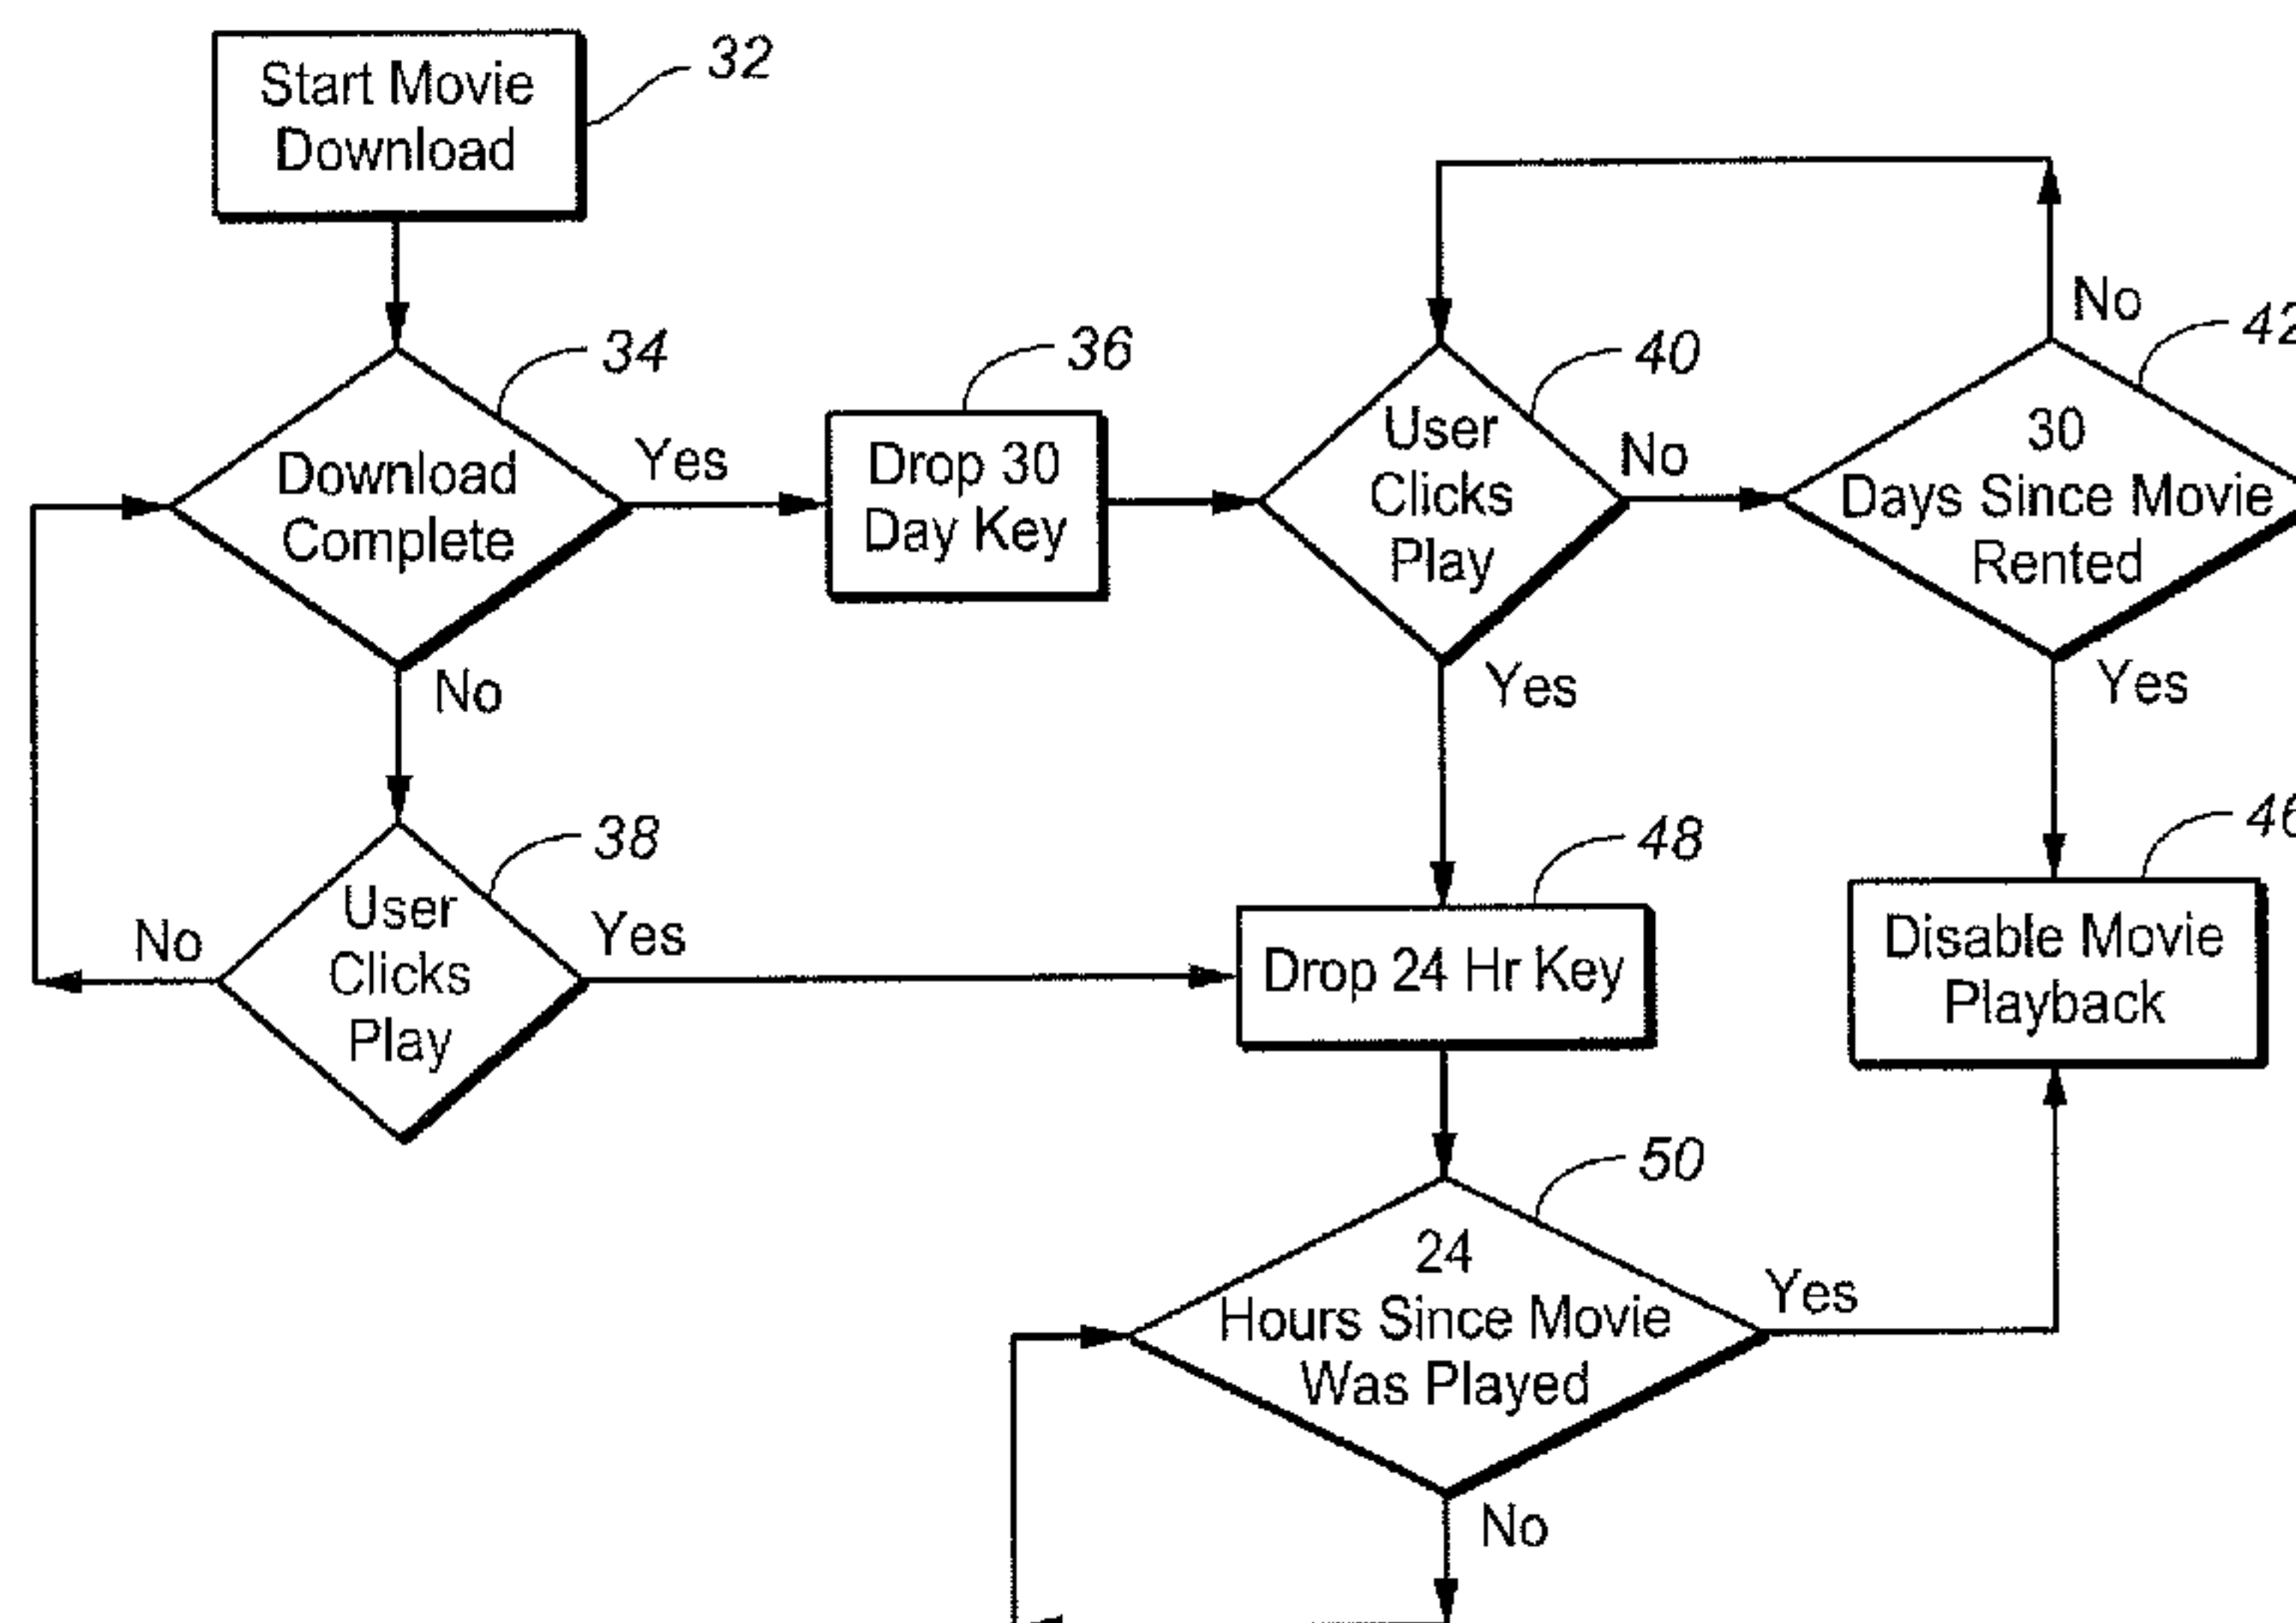 Start Movie
Download
32
34
Download
Complete
Yes
No
36
Drop 30
Day Key
40
User
Clicks
Play
No
Yes
No
42
30
Days Since Movie
Rented
Yes
38
User
Clicks
Play
No
Yes
48
Drop 24 Hr Key
46
Disable Movie
Playback
50
24
Hours Since Movie
Was Played
Yes
No